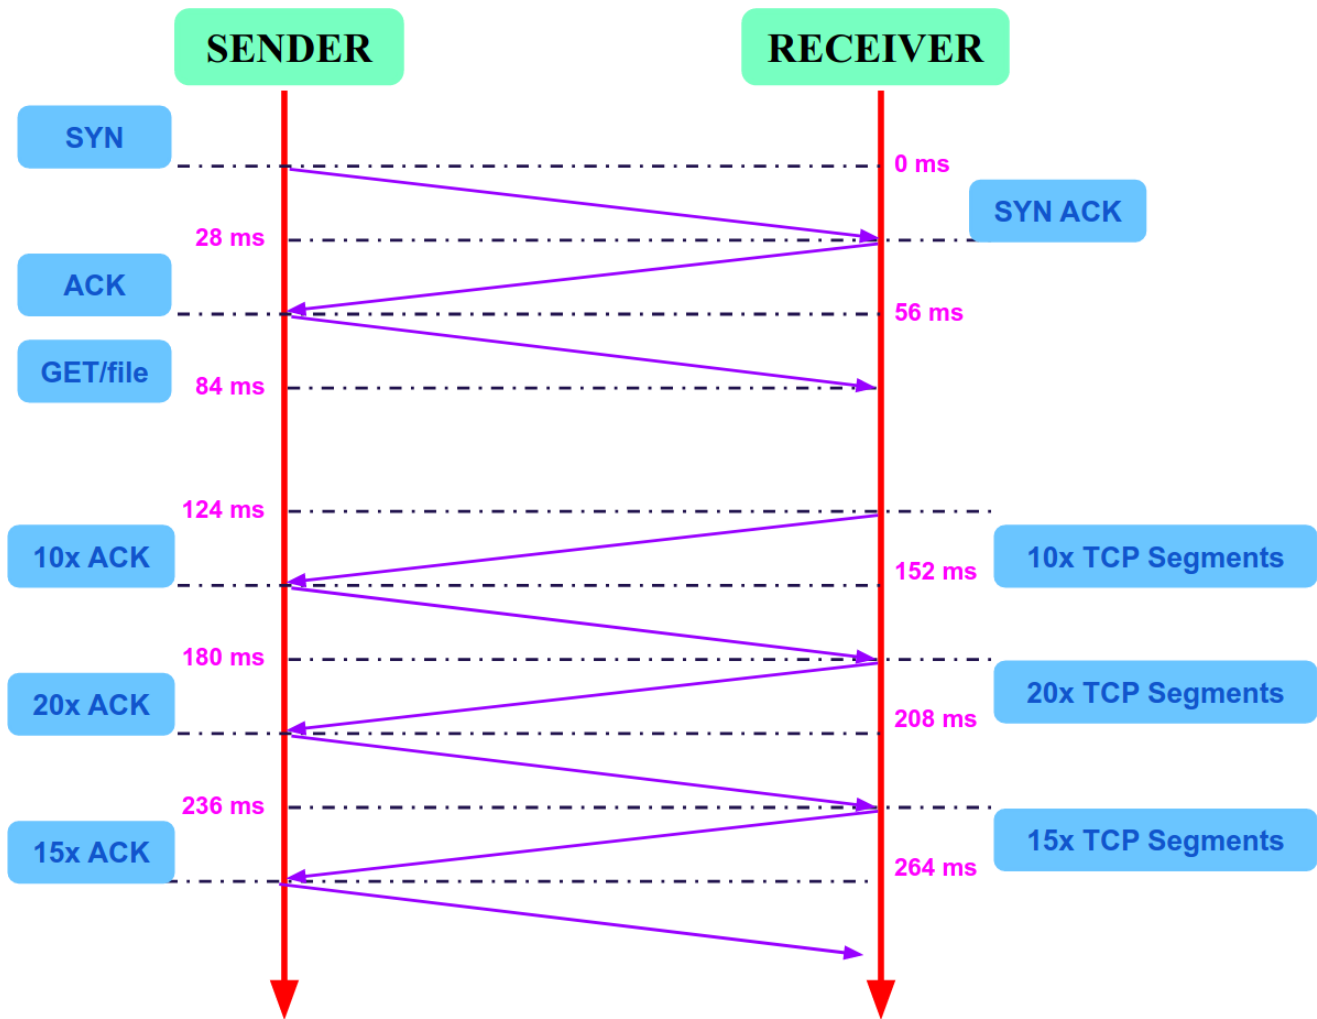 SENDER
RECEIVER
SYN
0 ms
SYN ACK
28 ms
ACK
56 ms
GET/file
84 ms
124 ms
10x ACK
10x TCP Segments
152 ms
180 ms
20x ACK
20x TCP Segments
208 ms
236 ms
15x ACK
15x TCP Segments
264 ms